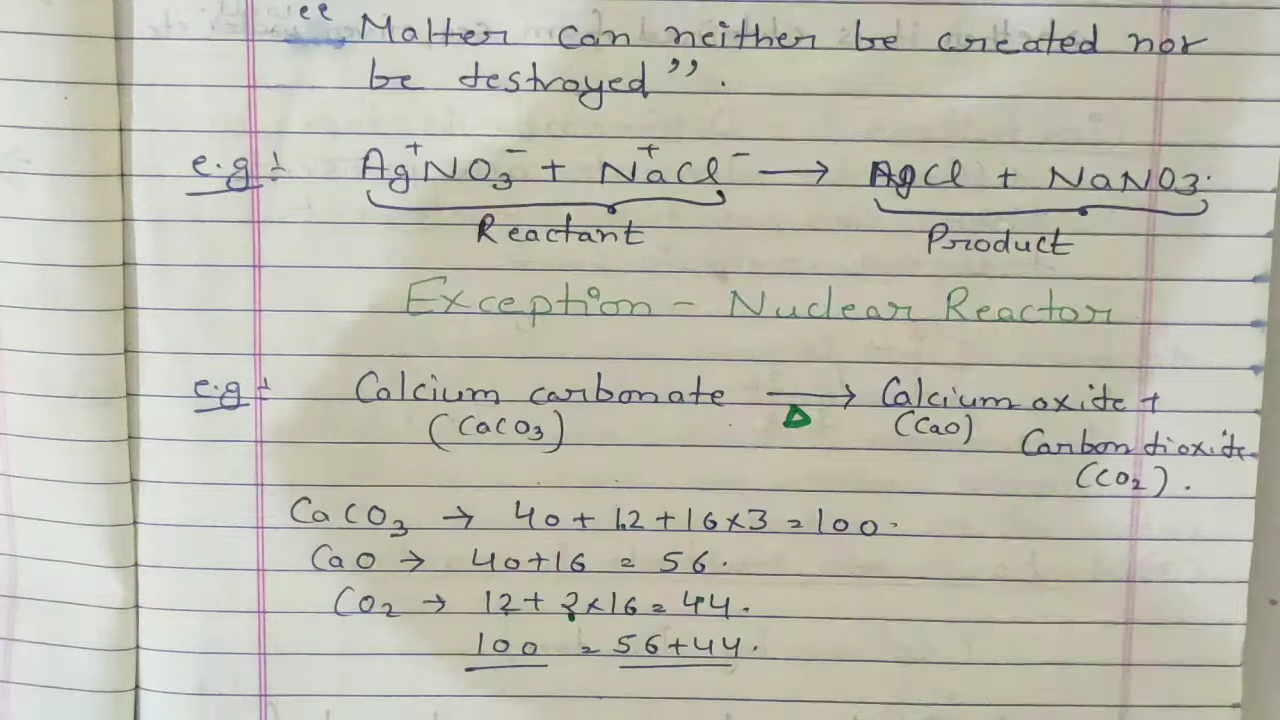 “ Matter can neither be created nor
be destroyed”.
e.g :- Ag⁺NO₃⁻ + Na⁺Cl⁻ → AgCl + NaNO3.
Reactant Product
Exception - Nuclear Reactor
e.g :- Calcium carbonate → Calcium oxide +
(CaCO₃) Δ (CaO) Carbon dioxide
(CO₂).
CaCO₃ → 40+12+16×3=100.
CaO → 40+16 = 56.
CO₂ → 12+2×16=44.
100 = 56+44.